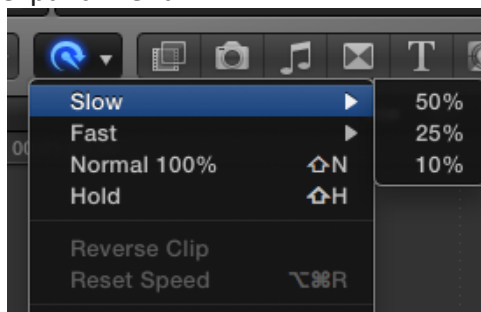 T
Slow ▶ 50%
Fast ▶ 25%
Normal 100% ⇧N 10%
Hold ⇧H
Reverse Clip
Reset Speed ⌥⌘R